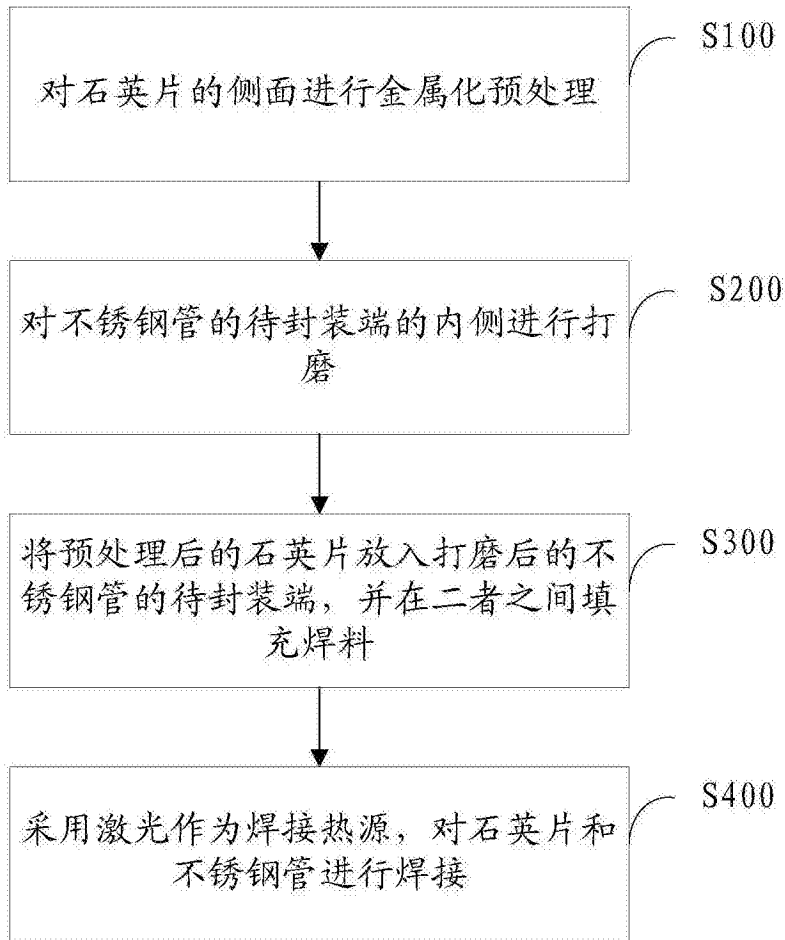 S100
对石英片的侧面进行金属化预处理
S200
对不锈钢管的待封装端的内侧进行打
磨
S300
将预处理后的石英片放入打磨后的不
锈钢管的待封装端，并在二者之间填
充焊料
S400
采用激光作为焊接热源，对石英片和
不锈钢管进行焊接